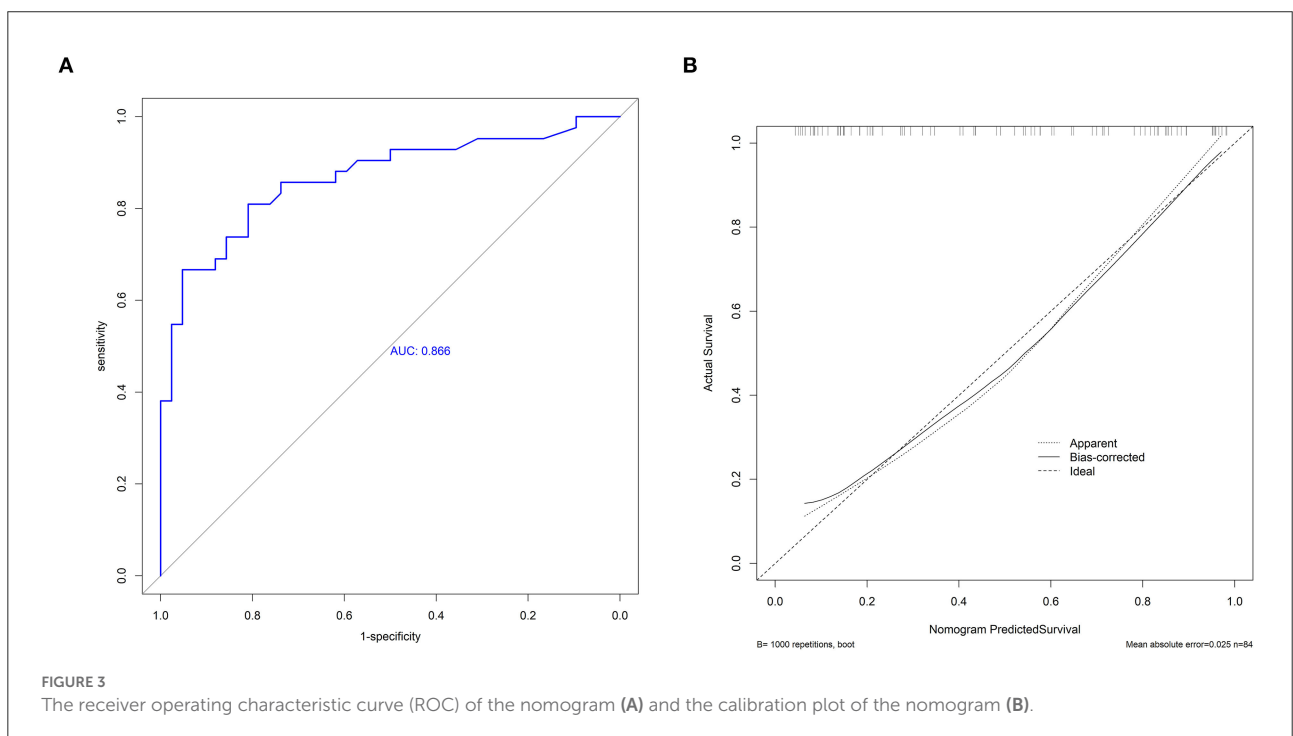 A
1.0
0.8
0.6
0.4
0.2
0.0
sensitivity
AUC: 0.866
1.0 0.8 0.6 0.4 0.2 0.0
1-specificity
B
1.0
0.8
0.6
0.4
0.2
0.0
Actual Survival
Apparent
Bias-corrected
Ideal
0.0 0.2 0.4 0.6 0.8 1.0
Nomogram PredictedSurvival
B= 1000 repetitions, boot
Mean absolute error=0.025 n=84
FIGURE 3
The receiver operating characteristic curve (ROC) of the nomogram (A) and the calibration plot of the nomogram (B).